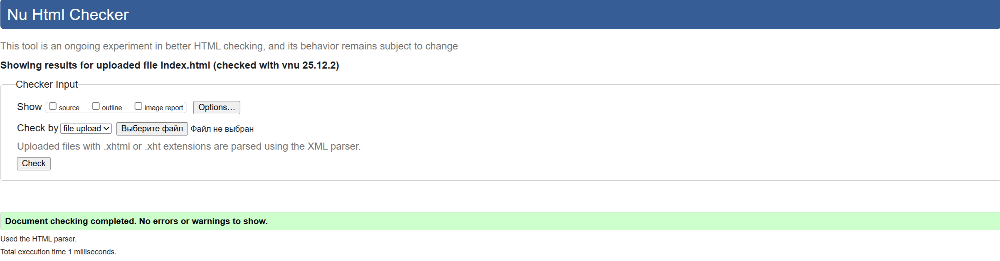 Nu Html Checker
This tool is an ongoing experiment in better HTML checking, and its behavior remains subject to change
Showing results for uploaded file index.html (checked with vnu 25.12.2)
Checker Input
Show source outline image report Options...
Check by file upload Выберите файл Файл не выбран
Uploaded files with .xhtml or .xht extensions are parsed using the XML parser.
Check
Document checking completed. No errors or warnings to show.
Used the HTML parser.
Total execution time 1 milliseconds.